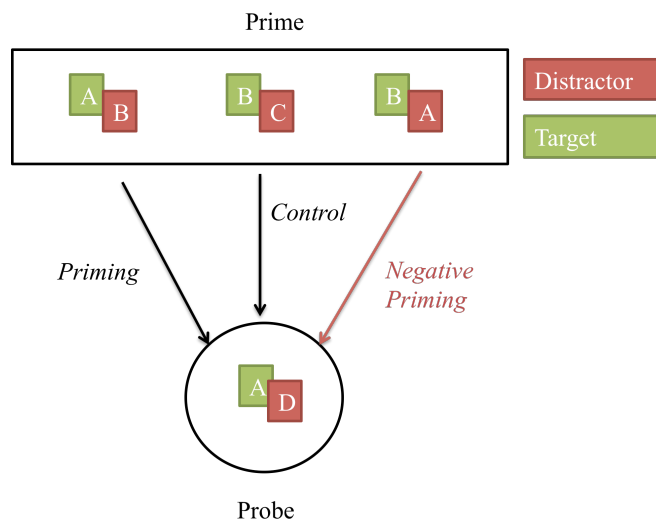 Prime
A B
B C
B A
Distractor
Target
Control
Priming
Negative
Priming
A D
Probe